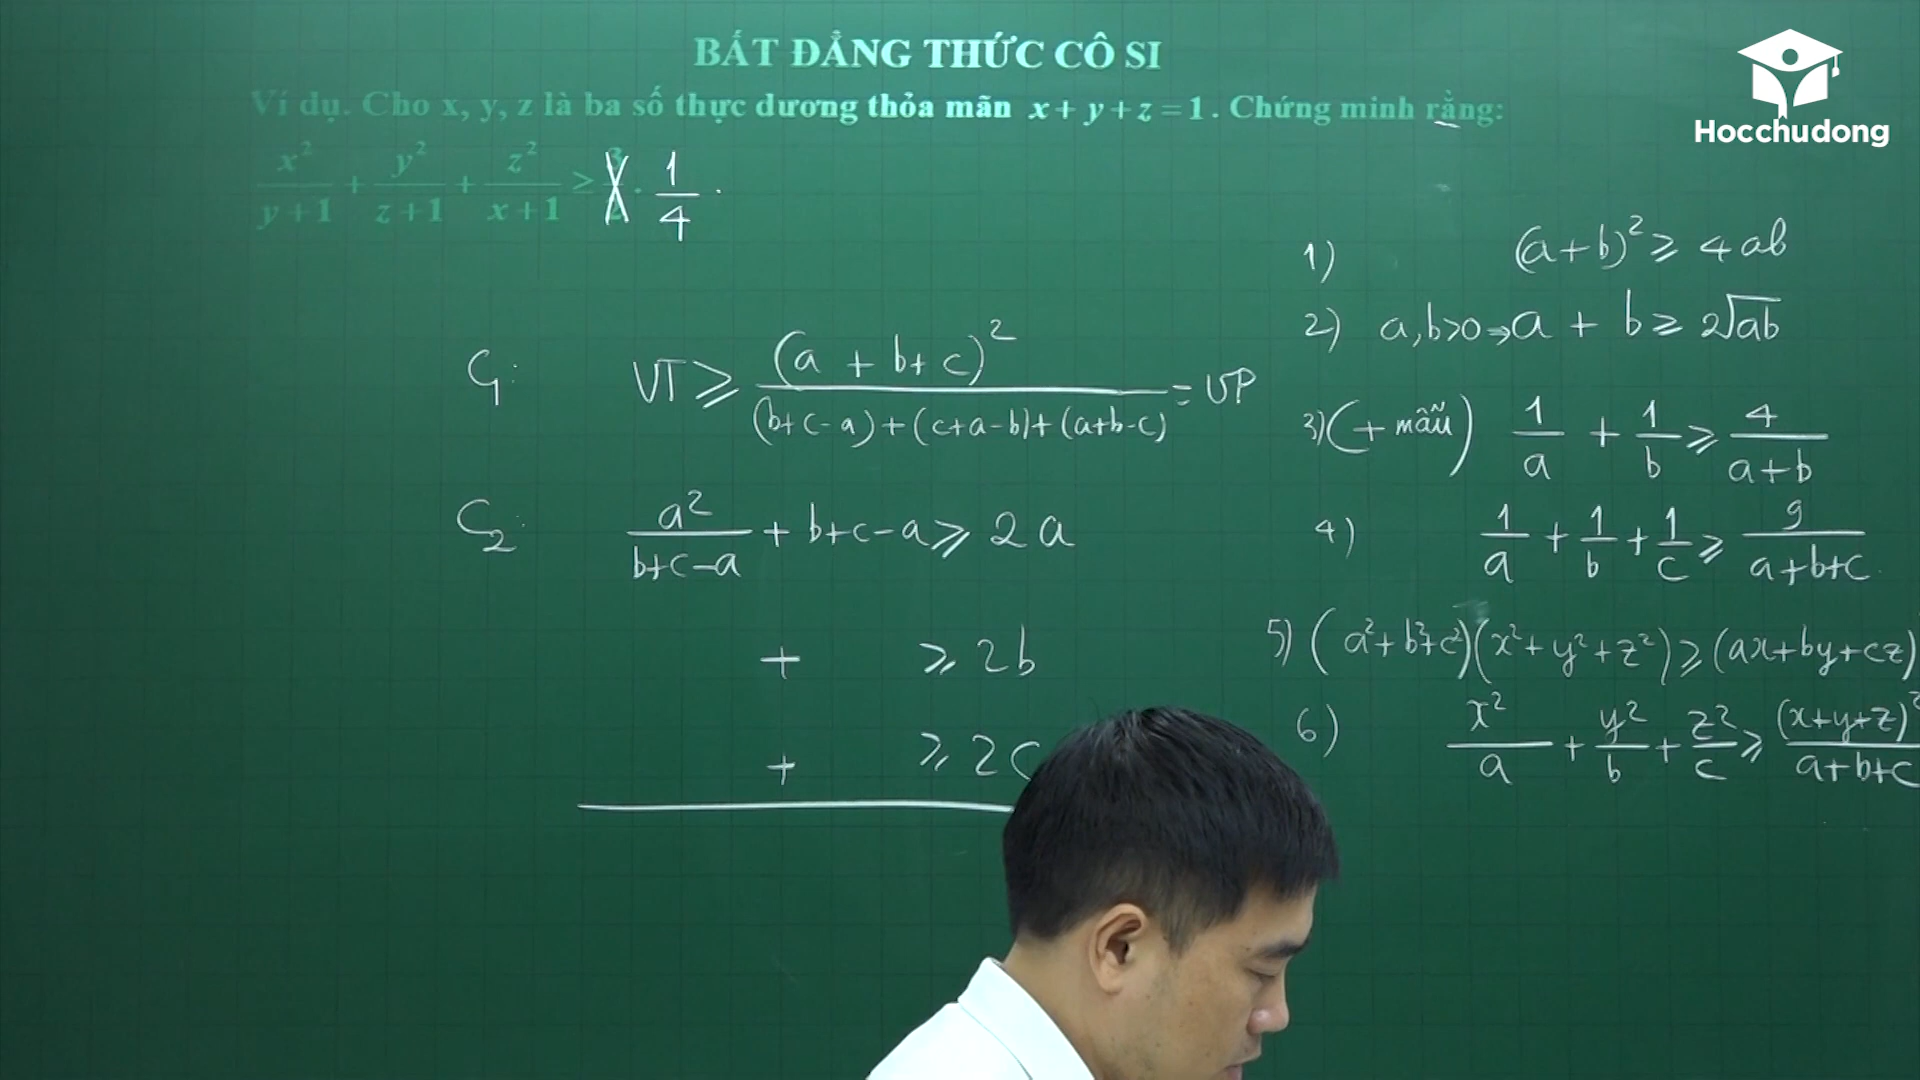 BẤT ĐẲNG THỨC CÔ SI
Ví dụ. Cho x, y, z là ba số thực dương thỏa mãn x + y + z = 1. Chứng minh rằng:
x²/(y+1) + y²/(z+1) + z²/(x+1) ≥ 1/4.
Hocchudong
C₁: VT ≥ (a + b + c)²/((b+c-a)+(c+a-b)+(a+b-c)) = VP
C₂: a²/(b+c-a) + b+c-a ≥ 2a
+ ≥ 2b
+ ≥ 2c
1) (a+b)² ≥ 4ab
2) a,b>0 ⇒ a + b ≥ 2√ab
3) (+ mẫu) 1/a + 1/b ≥ 4/(a+b)
4) 1/a + 1/b + 1/c ≥ 9/(a+b+c)
5) (a²+b²+c²)(x²+y²+z²) ≥ (ax+by+cz)
6) x²/a + y²/b + z²/c ≥ (x+y+z)²/(a+b+c